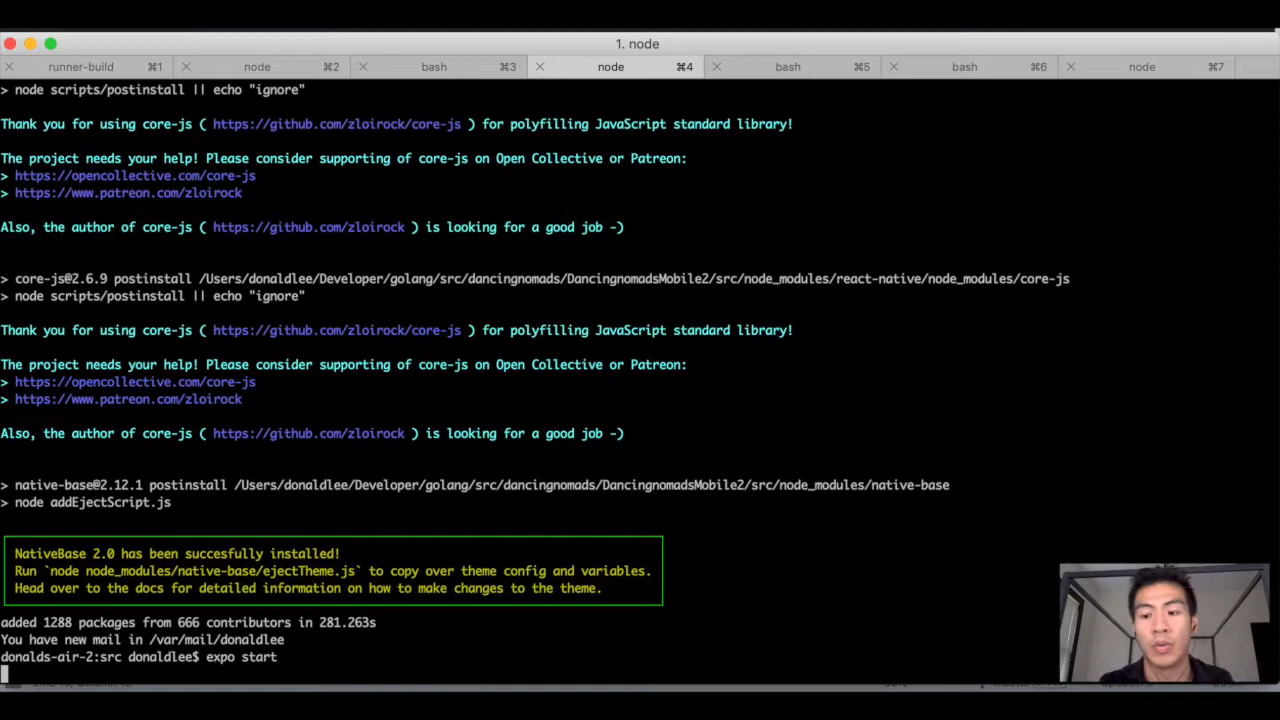 1. node
runner-build ⌘1 node ⌘2 bash ⌘3 node ⌘4 bash ⌘5 bash ⌘6 node ⌘7
> node scripts/postinstall || echo "ignore"
Thank you for using core-js ( https://github.com/zloirock/core-js ) for polyfilling JavaScript standard library!
The project needs your help! Please consider supporting of core-js on Open Collective or Patreon:
> https://opencollective.com/core-js
> https://www.patreon.com/zloirock
Also, the author of core-js ( https://github.com/zloirock ) is looking for a good job -)
> core-js@2.6.9 postinstall /Users/donaldlee/Developer/golang/src/dancingnomads/DancingnomadsMobile2/src/node_modules/react-native/node_modules/core-js
> node scripts/postinstall || echo "ignore"
Thank you for using core-js ( https://github.com/zloirock/core-js ) for polyfilling JavaScript standard library!
The project needs your help! Please consider supporting of core-js on Open Collective or Patreon:
> https://opencollective.com/core-js
> https://www.patreon.com/zloirock
Also, the author of core-js ( https://github.com/zloirock ) is looking for a good job -)
> native-base@2.12.1 postinstall /Users/donaldlee/Developer/golang/src/dancingnomads/DancingnomadsMobile2/src/node_modules/native-base
> node addEjectScript.js
NativeBase 2.0 has been succesfully installed!
Run `node node_modules/native-base/ejectTheme.js` to copy over theme config and variables.
Head over to the docs for detailed information on how to make changes to the theme.
added 1288 packages from 666 contributors in 281.263s
You have new mail in /var/mail/donaldlee
donalds-air-2:src donaldlee$ expo start